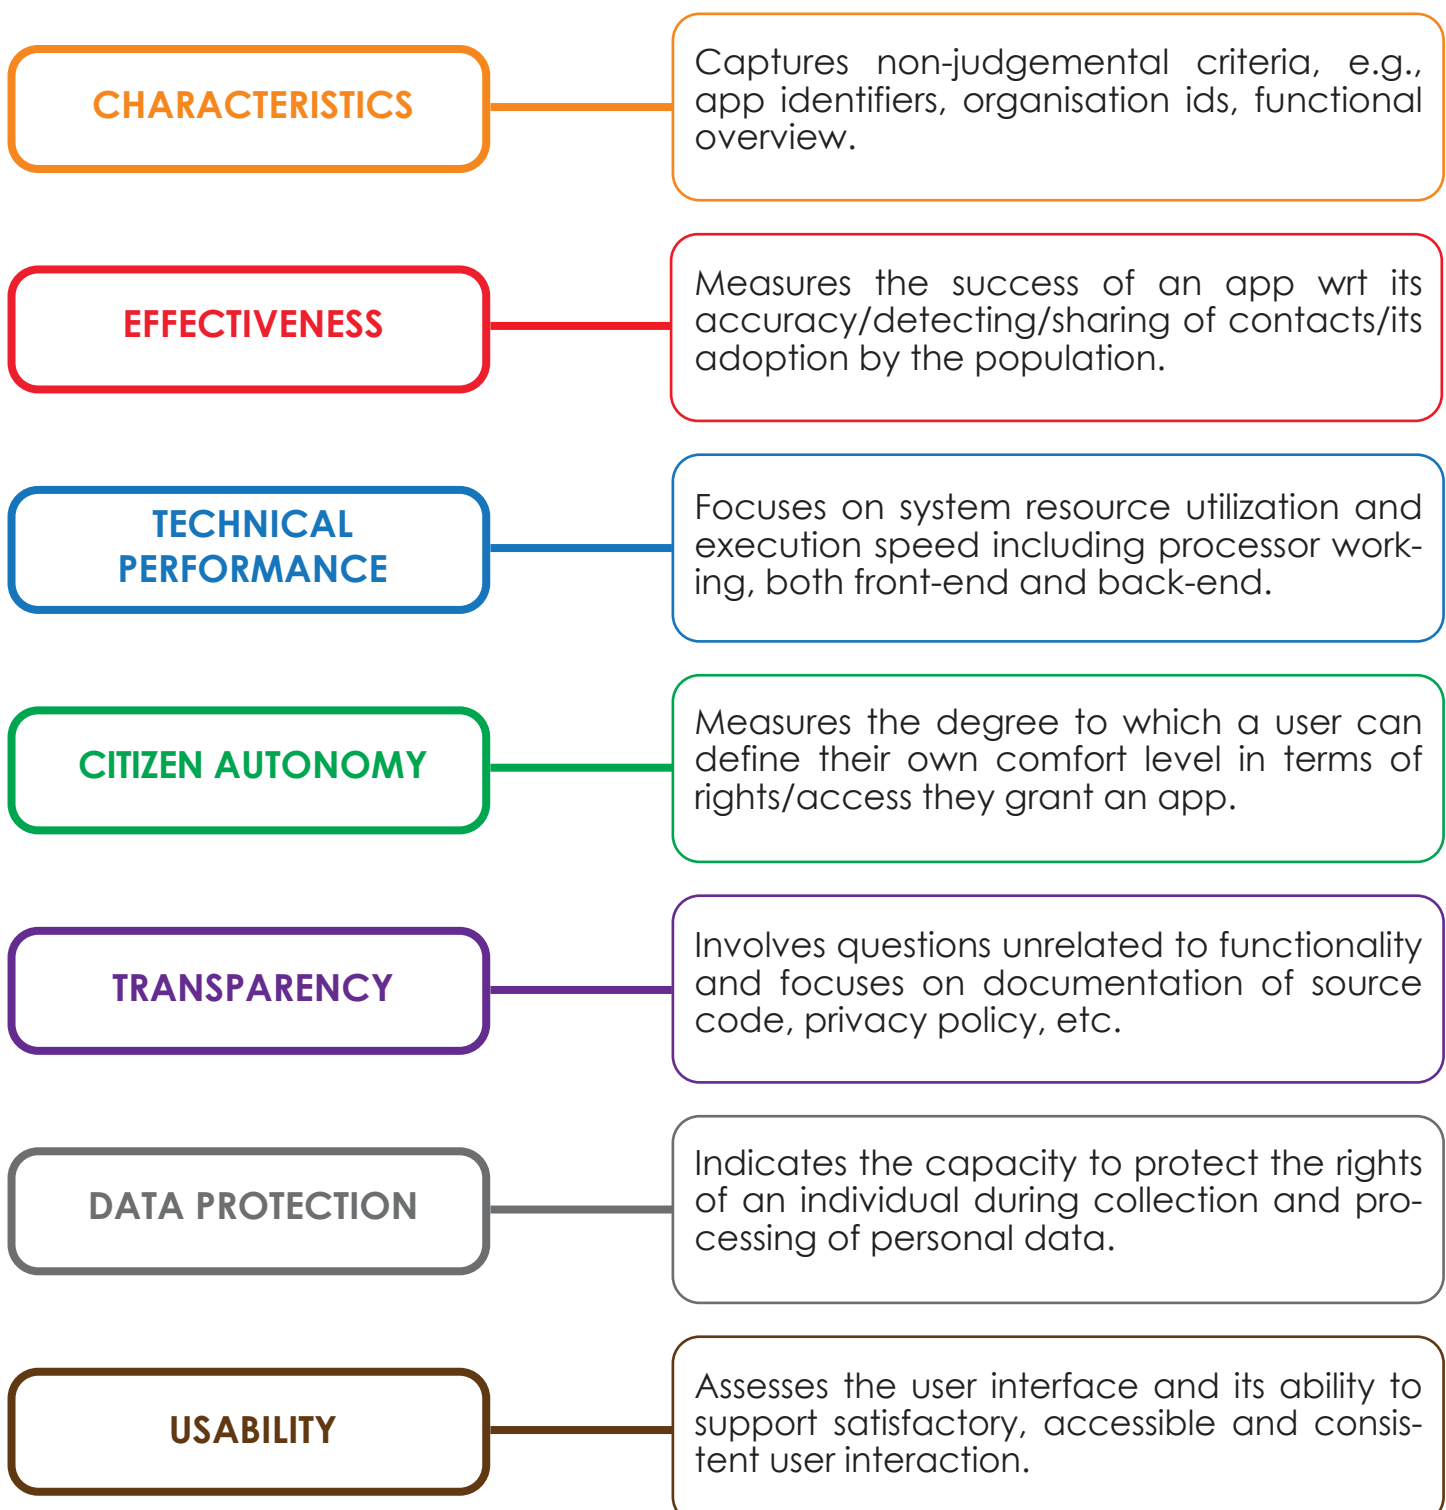 CHARACTERISTICS
Captures non-judgemental criteria, e.g.,
app identifiers, organisation ids, functional
overview.
EFFECTIVENESS
Measures the success of an app wrt its
accuracy/detecting/sharing of contacts/its
adoption by the population.
TECHNICAL
PERFORMANCE
Focuses on system resource utilization and
execution speed including processor work-
ing, both front-end and back-end.
CITIZEN AUTONOMY
Measures the degree to which a user can
define their own comfort level in terms of
rights/access they grant an app.
TRANSPARENCY
Involves questions unrelated to functionality
and focuses on documentation of source
code, privacy policy, etc.
DATA PROTECTION
Indicates the capacity to protect the rights
of an individual during collection and pro-
cessing of personal data.
USABILITY
Assesses the user interface and its ability to
support satisfactory, accessible and consis-
tent user interaction.